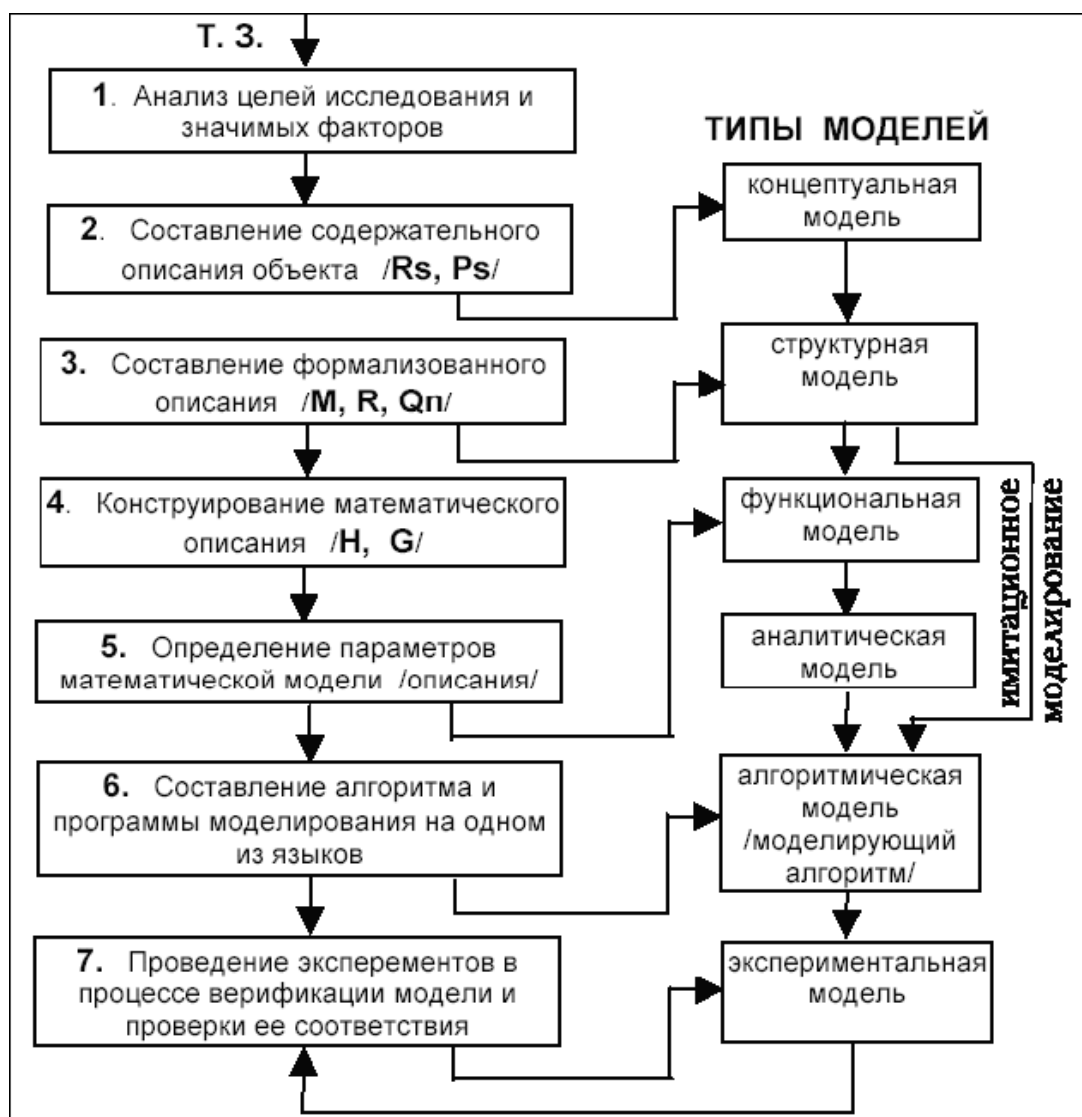 Т. З.
1. Анализ целей исследования и
значимых факторов
2. Составление содержательного
описания объекта /Rs, Ps/
3. Составление формализованного
описания /M, R, Qп/
4. Конструирование математического
описания /H, G/
5. Определение параметров
математической модели /описания/
6. Составление алгоритма и
программы моделирования на одном
из языков
7. Проведение эксперементов в
процессе верификации модели и
проверки ее соответствия
ТИПЫ МОДЕЛЕЙ
концептуальная
модель
структурная
модель
функциональная
модель
аналитическая
модель
алгоритмическая
модель
/моделирующий
алгоритм/
экспериментальная
модель
имитационное
моделирование